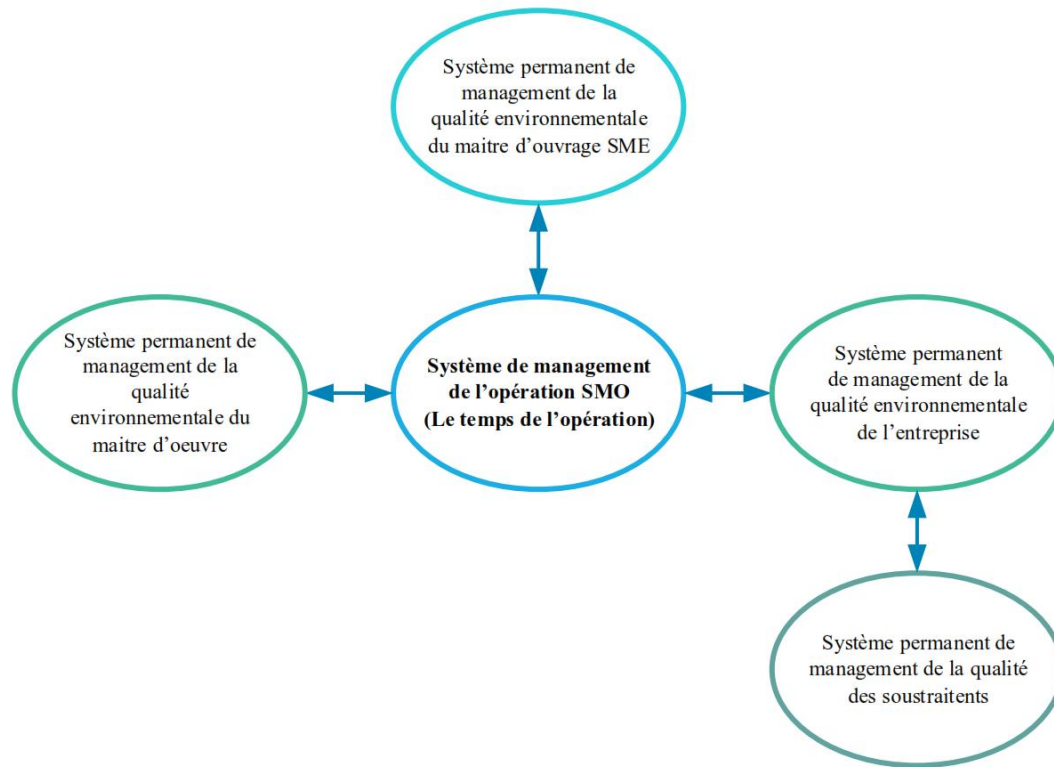 Système permanent de
management de la
qualité environnementale
du maitre d’ouvrage SME
Système permanent de
management de la
qualité
environnementale du
maitre d’oeuvre
Système de management
de l’opération SMO
(Le temps de l’opération)
Système permanent
de management de la
qualité environnementale
de l’entreprise
Système permanent de
management de la qualité
des soustraitents